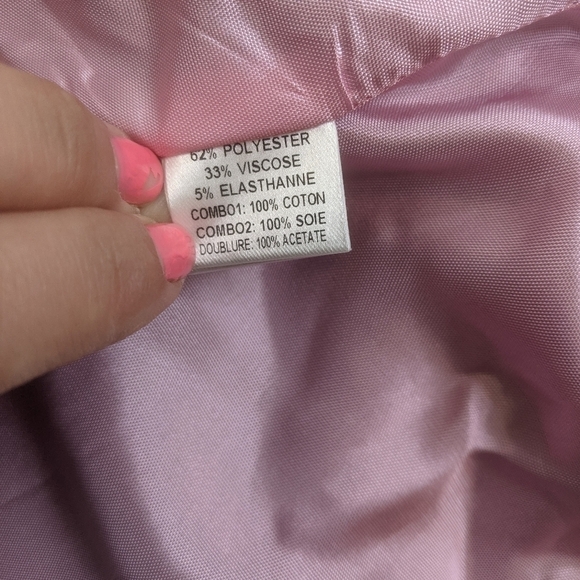 62% POLYESTER
33% VISCOSE
5% ELASTHANNE
COMBO1: 100% COTON
COMBO2: 100% SOIE
DOUBLURE: 100% ACETATE